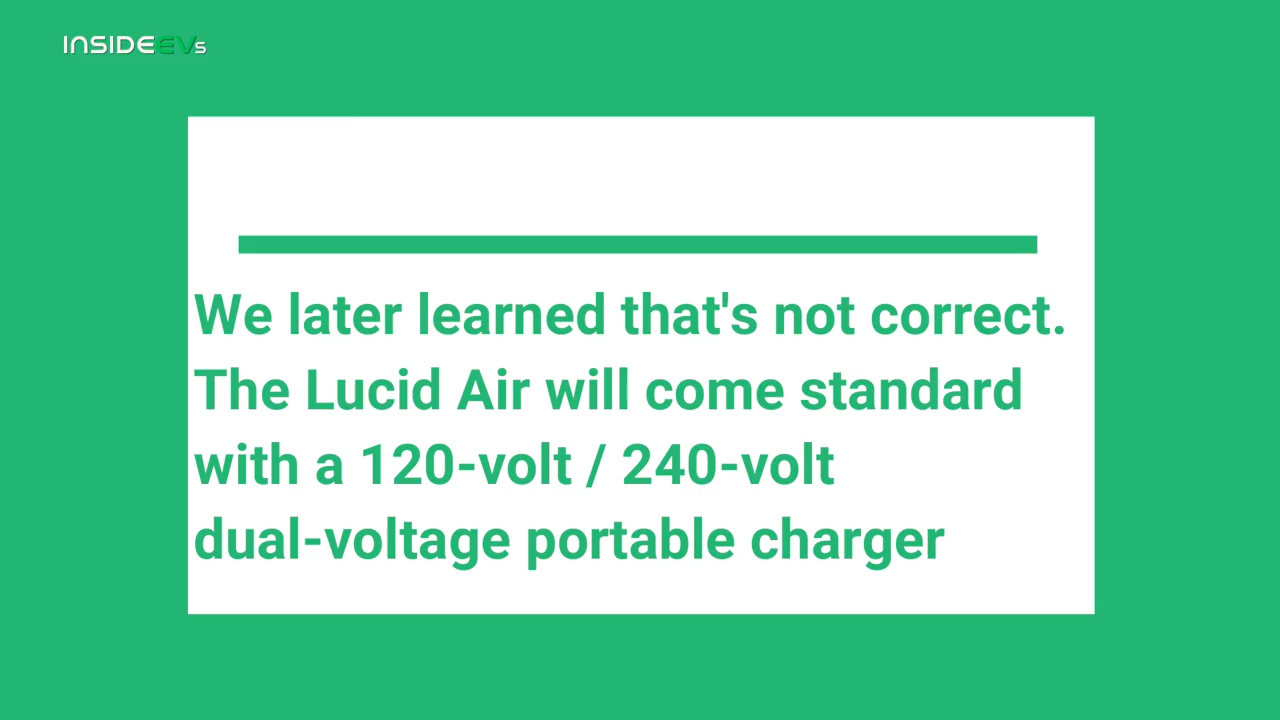 INSIDEEVs
We later learned that's not correct.
The Lucid Air will come standard
with a 120-volt / 240-volt
dual-voltage portable charger